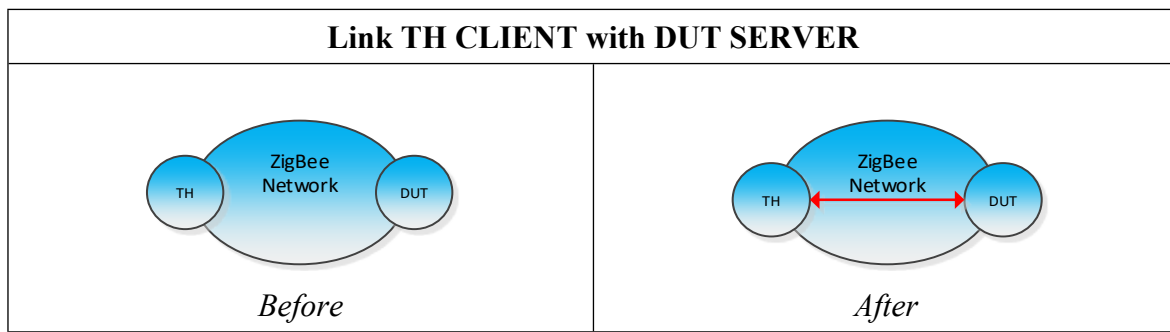 Link TH CLIENT with DUT SERVER
ZigBee
Network
TH
DUT
Before
ZigBee
Network
TH
DUT
After